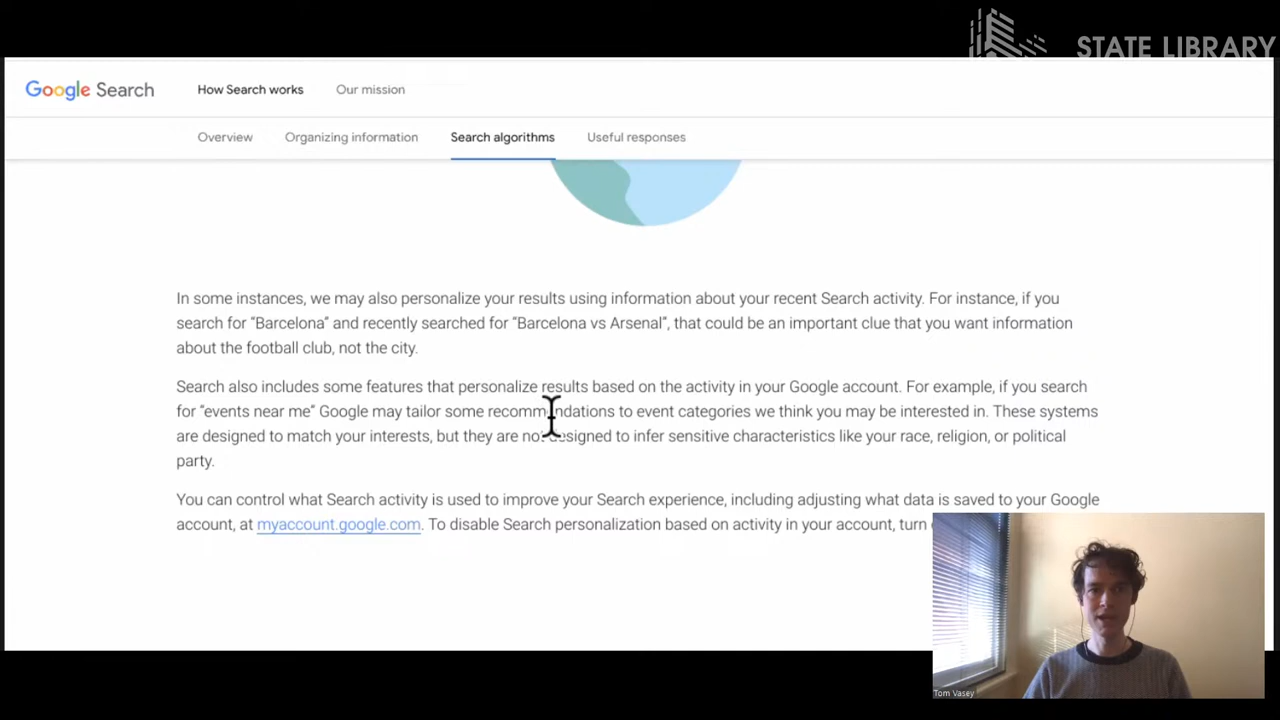 STATE LIBRARY
Google Search
How Search works
Our mission
Overview
Organizing information
Search algorithms
Useful responses
In some instances, we may also personalize your results using information about your recent Search activity. For instance, if you
search for “Barcelona” and recently searched for “Barcelona vs Arsenal”, that could be an important clue that you want information
about the football club, not the city.
Search also includes some features that personalize results based on the activity in your Google account. For example, if you search
for “events near me” Google may tailor some recommendations to event categories we think you may be interested in. These systems
are designed to match your interests, but they are not designed to infer sensitive characteristics like your race, religion, or political
party.
You can control what Search activity is used to improve your Search experience, including adjusting what data is saved to your Google
account, at myaccount.google.com. To disable Search personalization based on activity in your account, turn
Tom Vasey